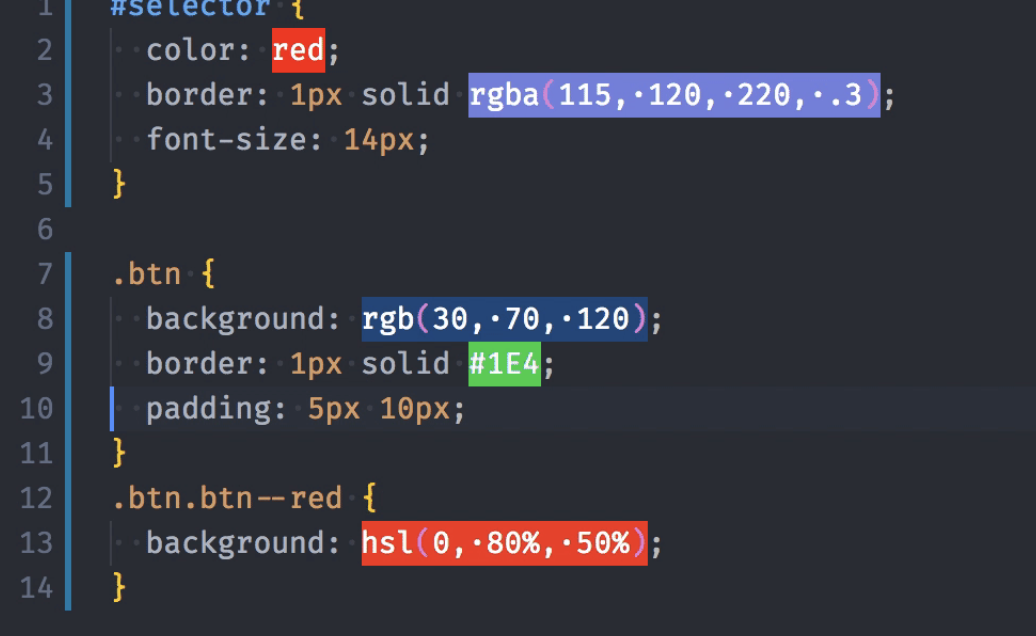 1 #selector {
2 color: red;
3 border: 1px solid rgba(115, 120, 220, .3);
4 font-size: 14px;
5 }
6
7 .btn {
8 background: rgb(30, 70, 120);
9 border: 1px solid #1E4;
10 padding: 5px 10px;
11 }
12 .btn.btn--red {
13 background: hsl(0, 80%, 50%);
14 }